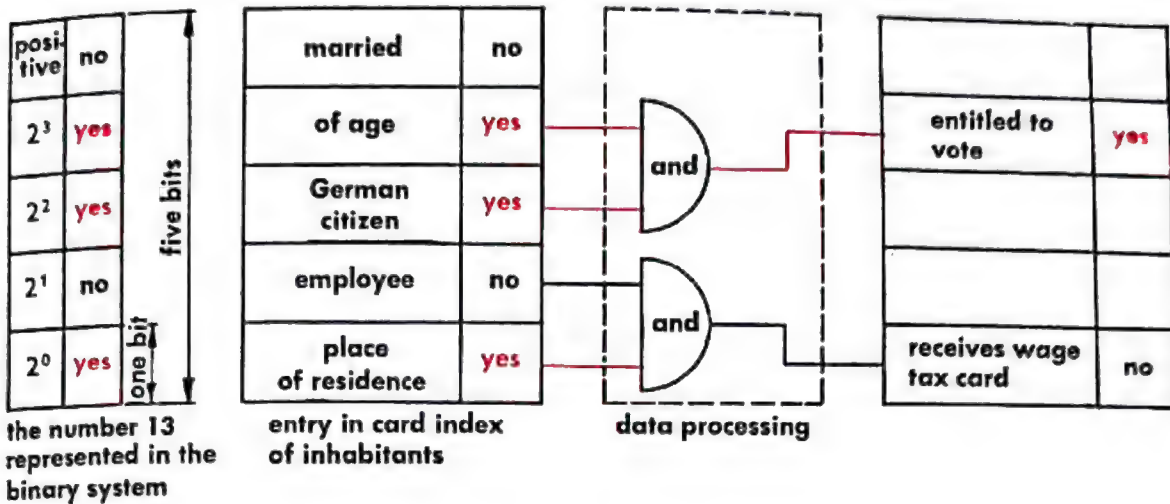 posi-
tive no
2³ yes
2² yes
2¹ no
2⁰ yes
one bit
five bits
the number 13
represented in the
binary system
married no
of age yes
German
citizen yes
employee no
place
of residence yes
entry in card index
of inhabitants
and
and
data processing
entitled to
vote yes
receives wage
tax card no